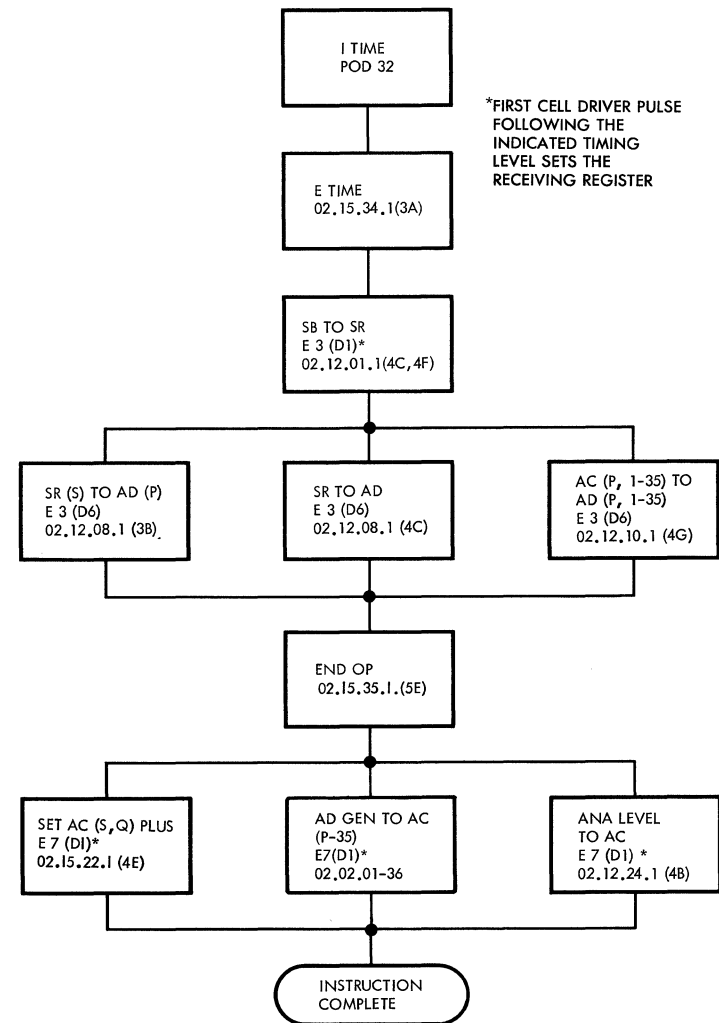 I TIME
POD 32
*FIRST CELL DRIVER PULSE
FOLLOWING THE
INDICATED TIMING
LEVEL SETS THE
RECEIVING REGISTER
E TIME
02.15.34.1(3A)
SB TO SR
E 3 (D1)*
02.12.01.1(4C,4F)
SR (S) TO AD (P)
E 3 (D6)
02.12.08.1 (3B)
SR TO AD
E 3 (D6)
02.12.08.1 (4C)
AC (P, 1-35) TO
AD (P, 1-35)
E 3 (D6)
02.12.10.1 (4G)
END OP
02.15.35.1.(5E)
SET AC (S,Q) PLUS
E 7 (D1)*
02.15.22.1 (4E)
AD GEN TO AC
(P-35)
E7(D1)*
02.02.01-36
ANA LEVEL
TO AC
E 7 (D1) *
02.12.24.1 (4B)
INSTRUCTION
COMPLETE